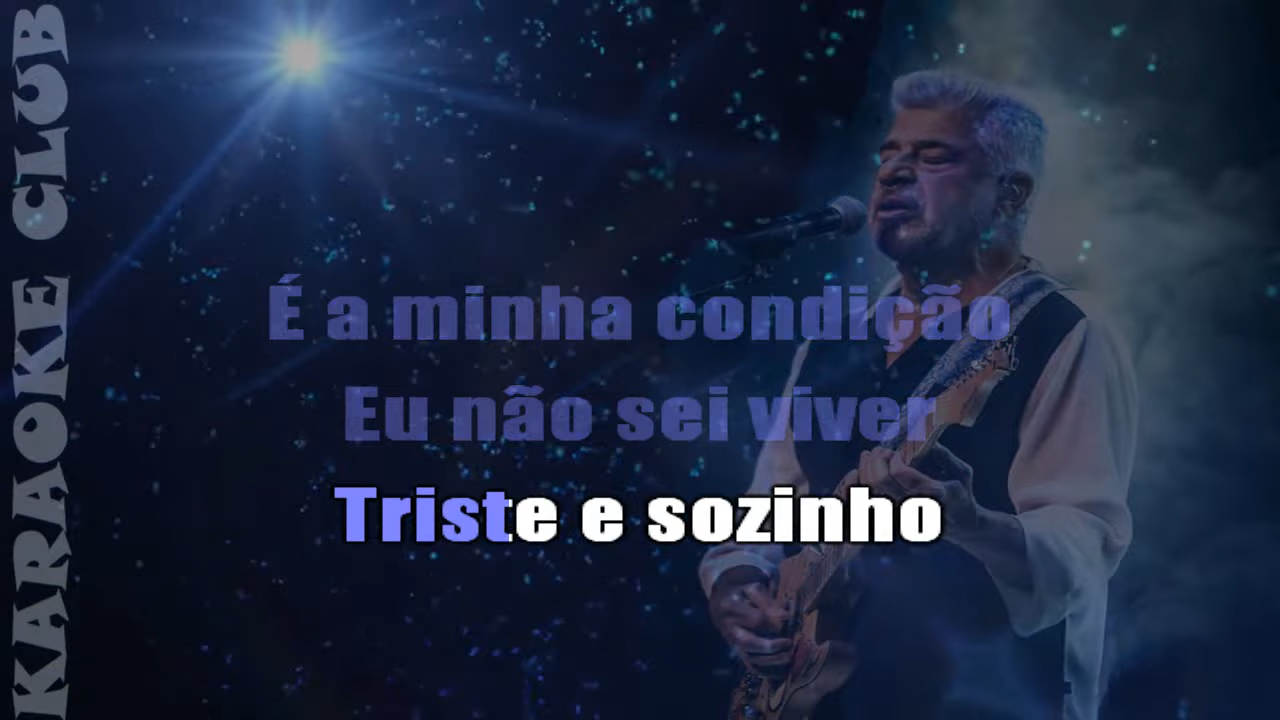 KARAOKE CLUB
É a minha condição
Eu não sei viver
Triste e sozinho